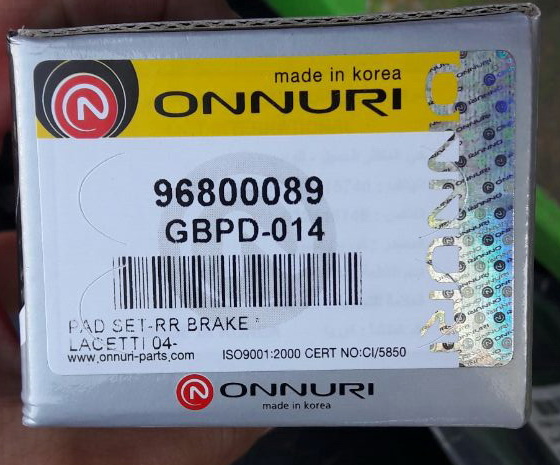 made in korea
ONNURI
96800089
GBPD-014
PAD SET-RR BRAKE
LACETTI 04-
www.onnuri-parts.com ISO9001:2000 CERT NO:CI/5850
ONNURI
ONNURI
made in korea